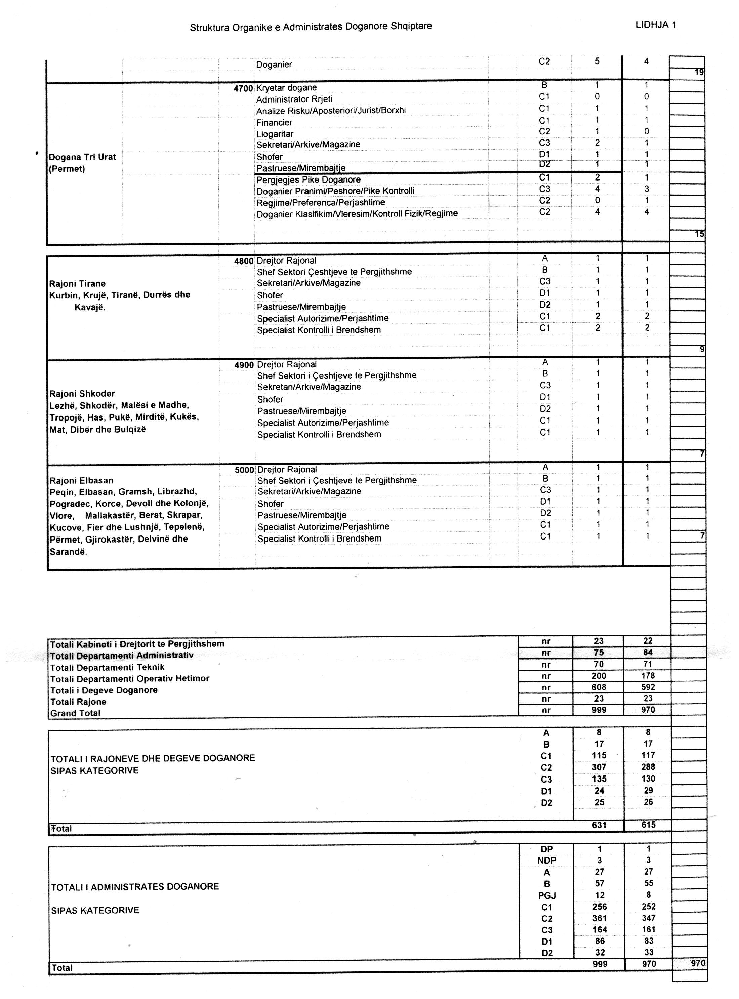 Struktura Organike e Administrates Doganore Shqiptare LIDHJA 1
Doganier C2 5 4
19
4700 Kryetar dogane B 1 1
Administrator Rrjeti C1 0 0
Analize Risku/Aposteriori/Jurist/Borxhi C1 1 1
Financier C1 1 1
Llogaritar C2 1 0
Sekretari/Arkive/Magazine C3 2 1
Dogana Tri Urat Shofer D1 1 1
(Permet) Pastruese/Mirembajtje D2 1 1
Pergjegjes Pike Doganore C1 2 1
Doganier Pranimi/Peshore/Pike Kontrolli C3 4 3
Regjime/Preferenca/Perjashtime C2 0 1
Doganier Klasifikim/Vleresim/Kontroll Fizik/Regjime C2 4 4
15
4800 Drejtor Rajonal A 1 1
Shef Sektori Çeshtjeve te Pergjithshme B 1 1
Rajoni Tirane Sekretari/Arkive/Magazine C3 1 1
Kurbin, Krujë, Tiranë, Durrës dhe Shofer D1 1 1
Kavajë. Pastruese/Mirembajtje D2 1 1
Specialist Autorizime/Perjashtime C1 2 2
Specialist Kontrolli i Brendshem C1 2 2
9
4900 Drejtor Rajonal A 1 1
Shef Sektori i Çeshtjeve te Pergjithshme B 1 1
Sekretari/Arkive/Magazine C3 1 1
Rajoni Shkoder Shofer D1 1 1
Lezhë, Shkodër, Malësi e Madhe, Pastruese/Mirembajtje D2 1 1
Tropojë, Has, Pukë, Mirditë, Kukës, Specialist Autorizime/Perjashtime C1 1 1
Mat, Dibër dhe Bulqizë Specialist Kontrolli i Brendshem C1 1 1
7
5000 Drejtor Rajonal A 1 1
Rajoni Elbasan Shef Sektori i Çeshtjeve te Pergjithshme B 1 1
Peqin, Elbasan, Gramsh, Librazhd, Sekretari/Arkive/Magazine C3 1 1
Pogradec, Korce, Devoll dhe Kolonjë, Shofer D1 1 1
Vlore, Mallakastër, Berat, Skrapar, Pastruese/Mirembajtje D2 1 1
Kucove, Fier dhe Lushnjë, Tepelenë, Specialist Autorizime/Perjashtime C1 1 1
Përmet, Gjirokastër, Delvinë dhe Specialist Kontrolli i Brendshem C1 1 1 7
Sarandë.
Totali Kabineti i Drejtorit te Pergjithshem nr 23 22
Totali Departamenti Administrativ nr 75 84
Totali Departamenti Teknik nr 70 71
Totali Departamenti Operativ Hetimor nr 200 178
Totali i Degeve Doganore nr 608 592
Totali Rajone nr 23 23
Grand Total nr 999 970
A 8 8
B 17 17
TOTALI I RAJONEVE DHE DEGEVE DOGANORE C1 115 117
SIPAS KATEGORIVE C2 307 288
C3 135 130
D1 24 29
D2 25 26
Total 631 615
DP 1 1
NDP 3 3
A 27 27
TOTALI I ADMINISTRATES DOGANORE B 57 55
PGJ 12 8
SIPAS KATEGORIVE C1 256 252
C2 361 347
C3 164 161
D1 86 83
D2 32 33
Total 999 970 970